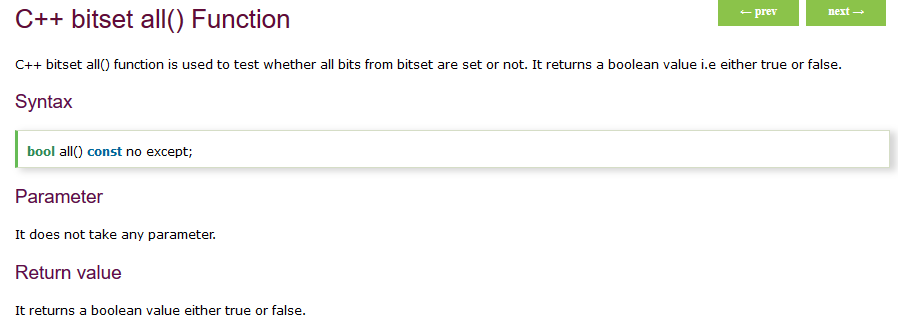 C++ bitset all() Function
← prev
next →
C++ bitset all() function is used to test whether all bits from bitset are set or not. It returns a boolean value i.e either true or false.
Syntax
bool all() const no except;
Parameter
It does not take any parameter.
Return value
It returns a boolean value either true or false.